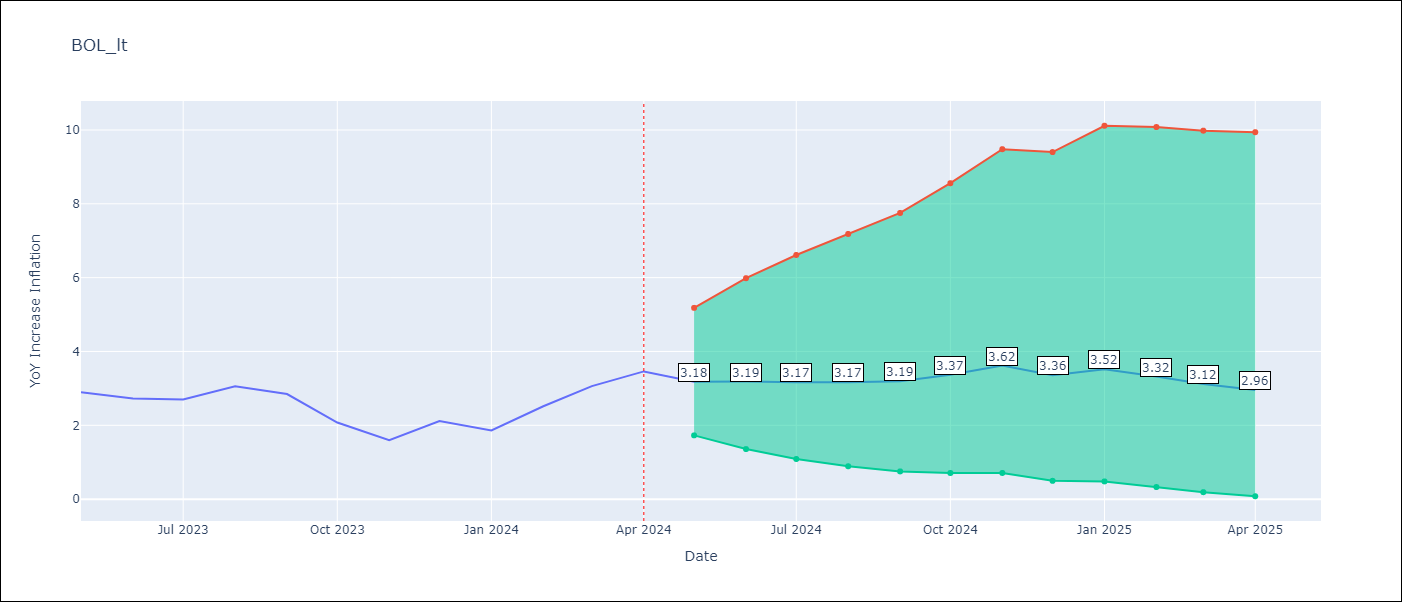 BOL_lt
YoY Increase Inflation
10
8
6
4
2
0
3.18
3.19
3.17
3.17
3.19
3.37
3.62
3.36
3.52
3.32
3.12
2.96
Jul 2023
Oct 2023
Jan 2024
Apr 2024
Jul 2024
Oct 2024
Jan 2025
Apr 2025
Date